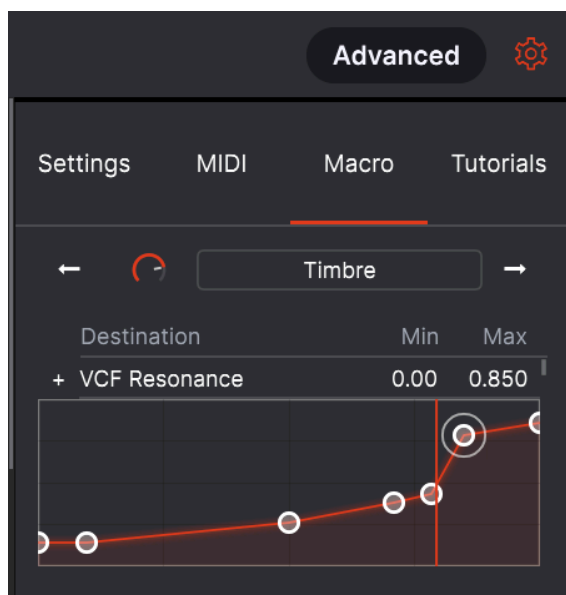 Advanced
Settings MIDI Macro Tutorials
← Timbre →
Destination Min Max
+ VCF Resonance 0.00 0.850